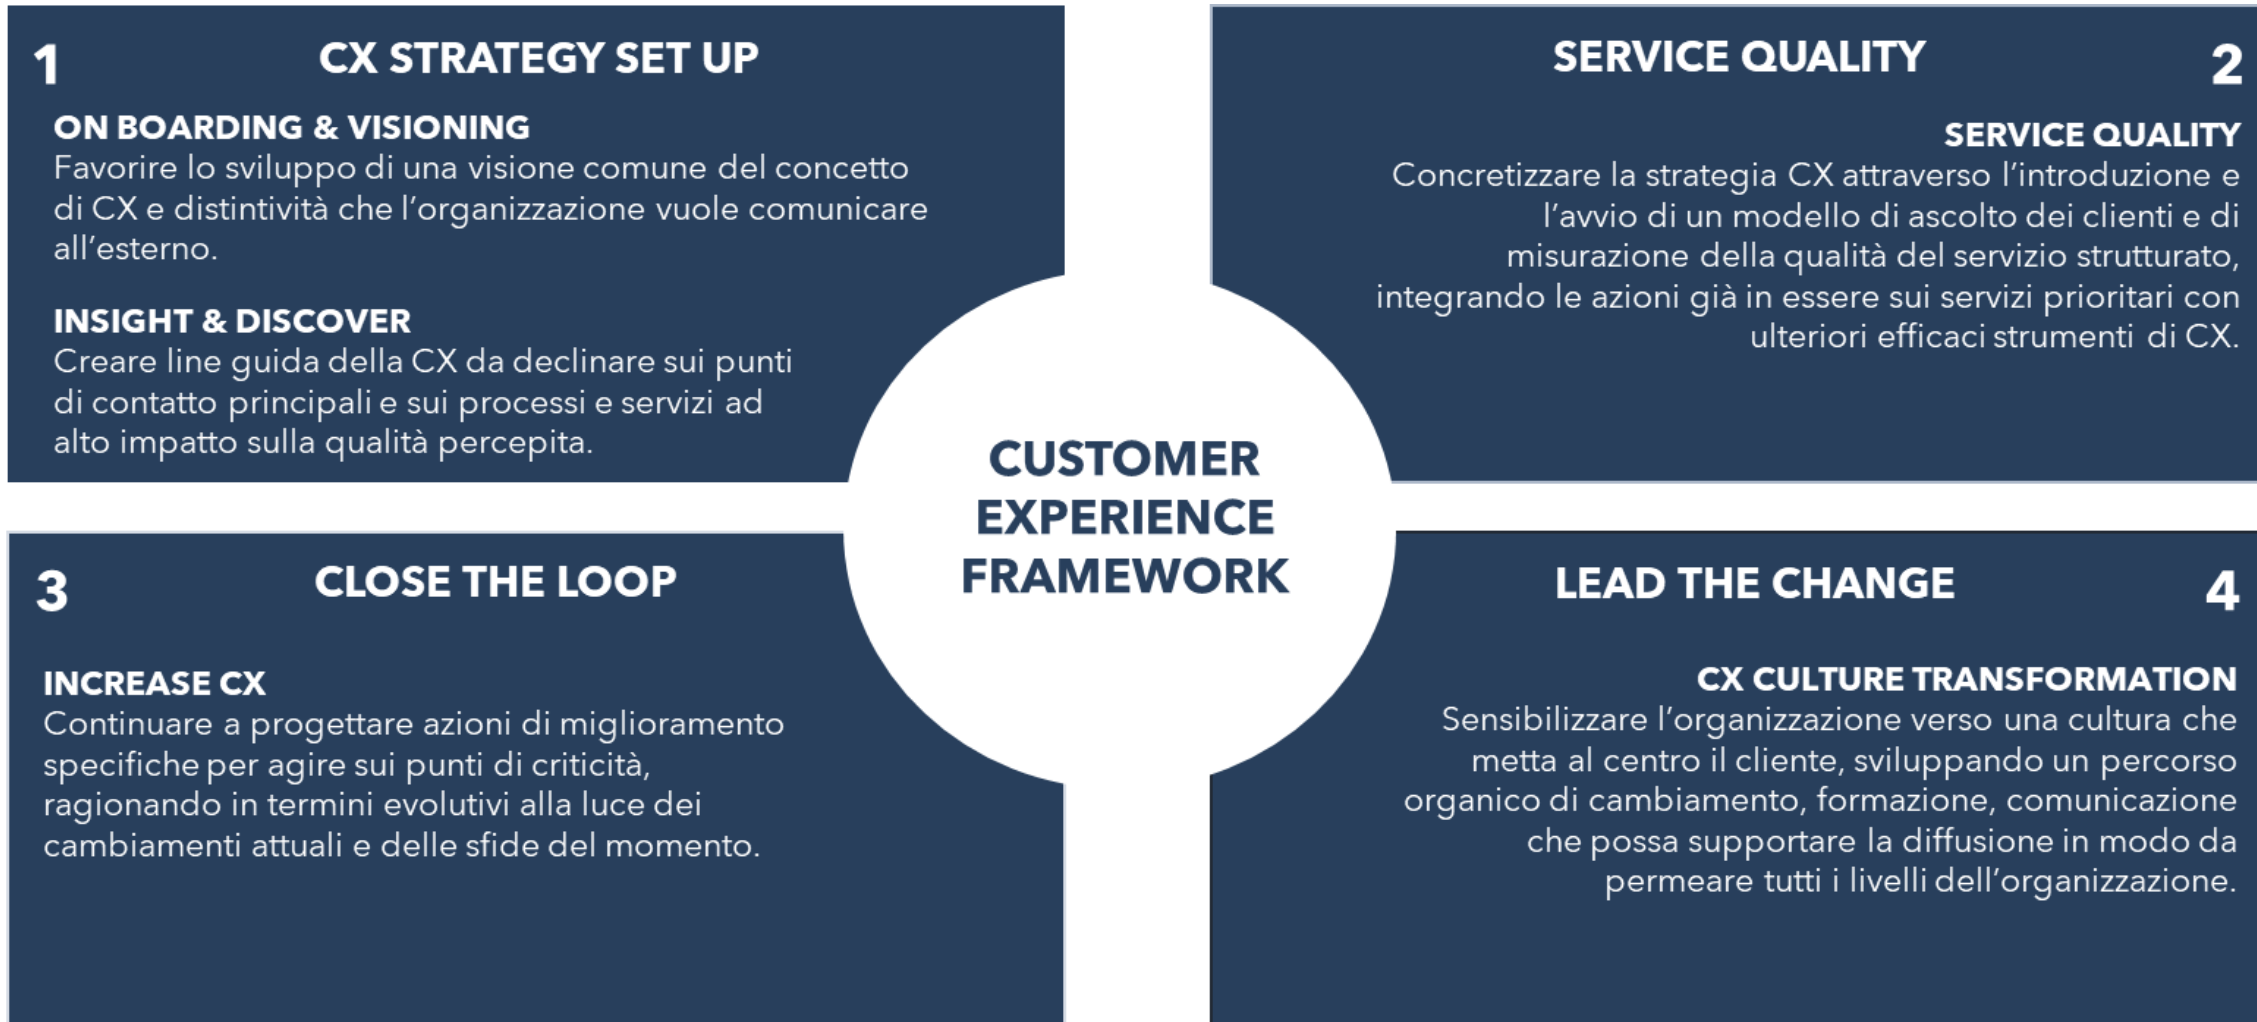 1
CX STRATEGY SET UP
ON BOARDING & VISIONING
Favorire lo sviluppo di una visione comune del concetto
di CX e distintività che l'organizzazione vuole comunicare
all'esterno.
INSIGHT & DISCOVER
Creare line guida della CX da declinare sui punti
di contatto principali e sui processi e servizi ad
alto impatto sulla qualità percepita.
SERVICE QUALITY
2
SERVICE QUALITY
Concretizzare la strategia CX attraverso l'introduzione e
l'avvio di un modello di ascolto dei clienti e di
misurazione della qualità del servizio strutturato,
integrando le azioni già in essere sui servizi prioritari con
ulteriori efficaci strumenti di CX.
CUSTOMER
EXPERIENCE
FRAMEWORK
3
CLOSE THE LOOP
INCREASE CX
Continuare a progettare azioni di miglioramento
specifiche per agire sui punti di criticità,
ragionando in termini evolutivi alla luce dei
cambiamenti attuali e delle sfide del momento.
LEAD THE CHANGE
4
CX CULTURE TRANSFORMATION
Sensibilizzare l'organizzazione verso una cultura che
metta al centro il cliente, sviluppando un percorso
organico di cambiamento, formazione, comunicazione
che possa supportare la diffusione in modo da
permeare tutti i livelli dell'organizzazione.